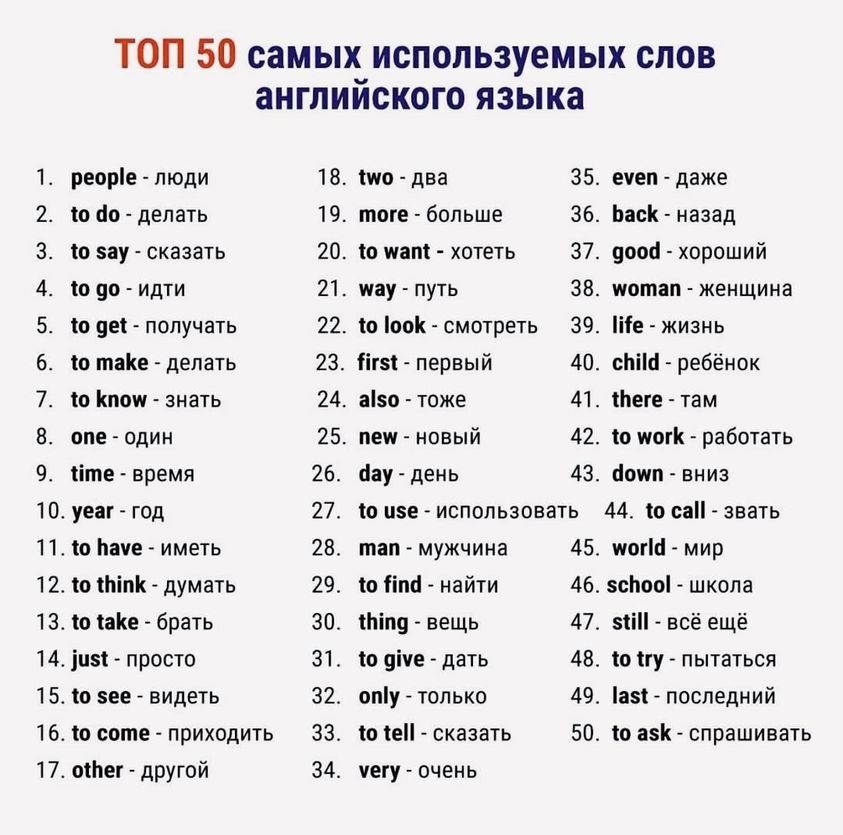 ТОП 50 самых используемых слов
английского языка
1. people - люди
2. to do - делать
3. to say - сказать
4. to go - идти
5. to get - получать
6. to make - делать
7. to know - знать
8. one - один
9. time - время
10. year - год
11. to have - иметь
12. to think - думать
13. to take - брать
14. just - просто
15. to see - видеть
16. to come - приходить
17. other - другой
18. two - два
19. more - больше
20. to want - хотеть
21. way - путь
22. to look - смотреть
23. first - первый
24. also - тоже
25. new - новый
26. day - день
27. to use - использовать
28. man - мужчина
29. to find - найти
30. thing - вещь
31. to give - дать
32. only - только
33. to tell - сказать
34. very - очень
35. even - даже
36. back - назад
37. good - хороший
38. woman - женщина
39. life - жизнь
40. child - ребёнок
41. there - там
42. to work - работать
43. down - вниз
44. to call - звать
45. world - мир
46. school - школа
47. still - всё ещё
48. to try - пытаться
49. last - последний
50. to ask - спрашивать